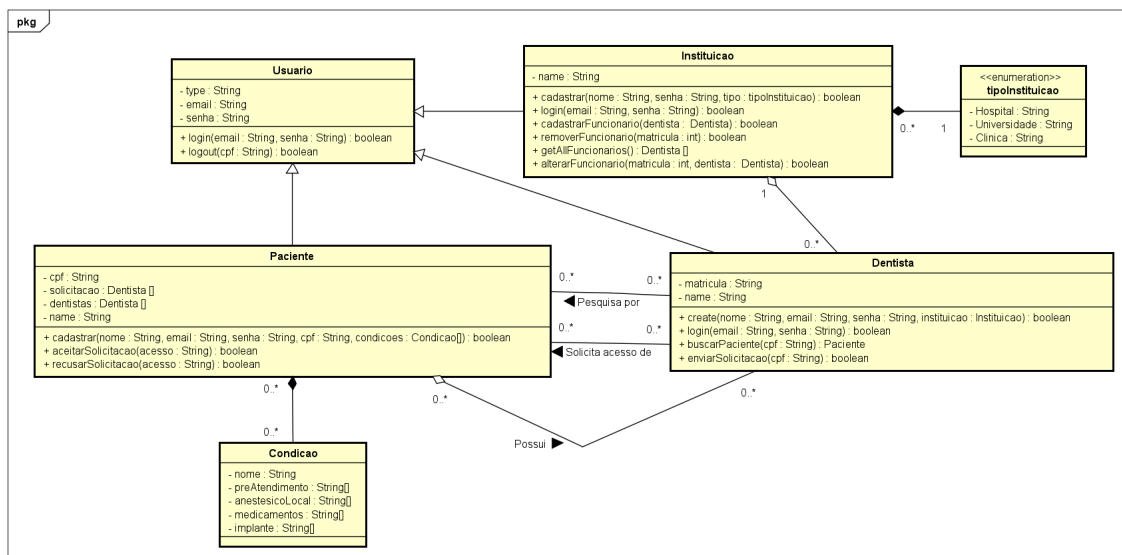 pkg
Usuario
- type : String
- email : String
- senha : String
+ login(email : String, senha : String) : boolean
+ logout(cpf : String) : boolean
Instituicao
- name : String
+ cadastrar(nome : String, senha : String, tipo : tipoInstituicao) : boolean
+ login(email : String, senha : String) : boolean
+ cadastrarFuncionario(dentista : Dentista) : boolean
+ removerFuncionario(matricula : int) : boolean
+ getAllFuncionarios() : Dentista []
+ alterarFuncionario(matricula : int, dentista : Dentista) : boolean
0..*
1
<<enumeration>>
tipoInstituicao
- Hospital : String
- Universidade : String
- Clinica : String
1
0..*
Paciente
- cpf : String
- solicitacao : Dentista []
- dentistas : Dentista []
- name : String
+ cadastrar(nome : String, email : String, senha : String, cpf : String, condicoes : Condicao[]) : boolean
+ aceitarSolicitacao(acesso : String) : boolean
+ recusarSolicitacao(acesso : String) : boolean
0..*
0..*
Pesquisa por
0..*
0..*
Solicita acesso de
Dentista
- matricula : String
- name : String
+ create(nome : String, email : String, senha : String, instituicao : Instituicao) : boolean
+ login(email : String, senha : String) : boolean
+ buscarPaciente(cpf : String) : Paciente
+ enviarSolicitacao(cpf : String) : boolean
0..*
0..*
0..*
Possui
0..*
Condicao
- nome : String
- preAtendimento : String[]
- anestesicoLocal : String[]
- medicamentos : String[]
- implante : String[]